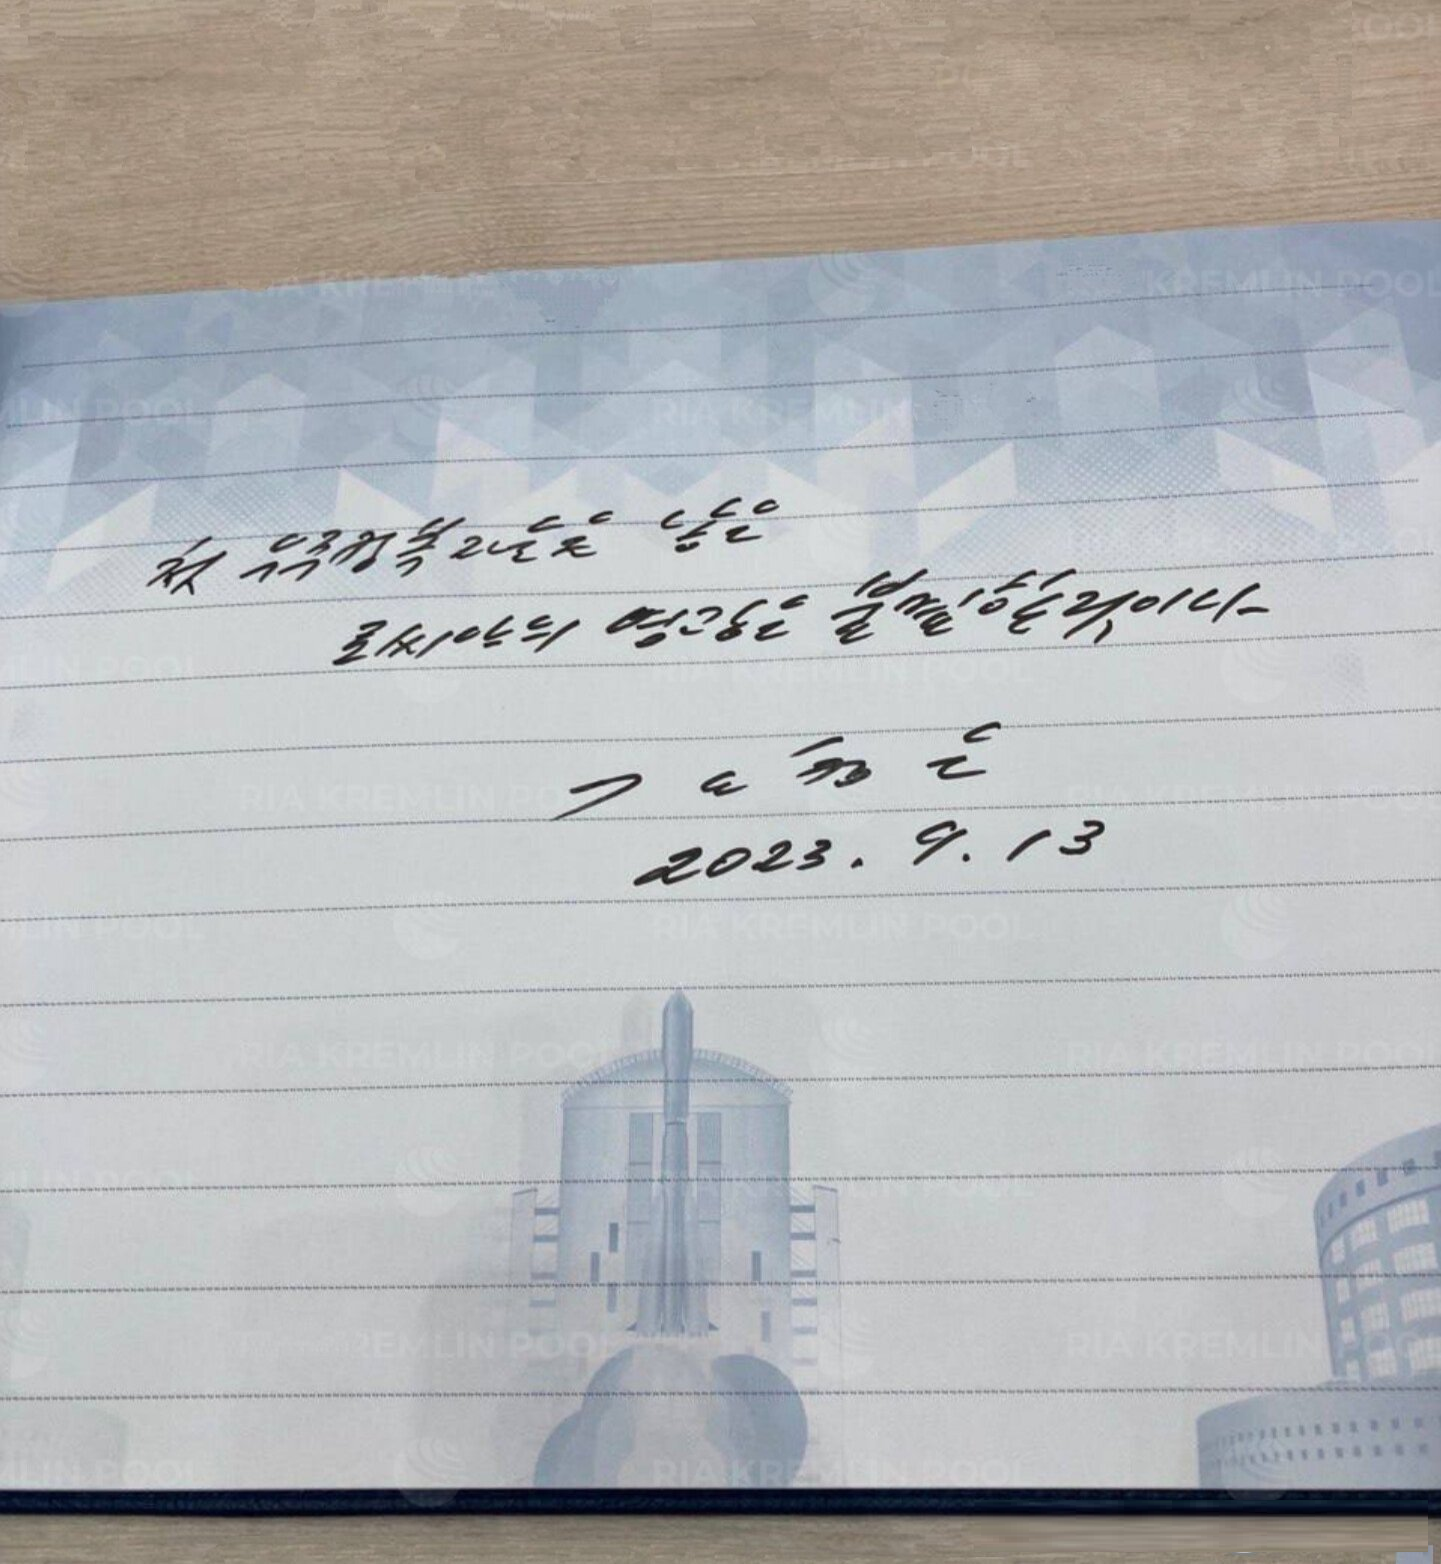 첫 우주정복자들을 낳은
로씨야의 영광은 불멸할것이다
김 정 은
2023. 9. 13
RIA KREMLIN POOL